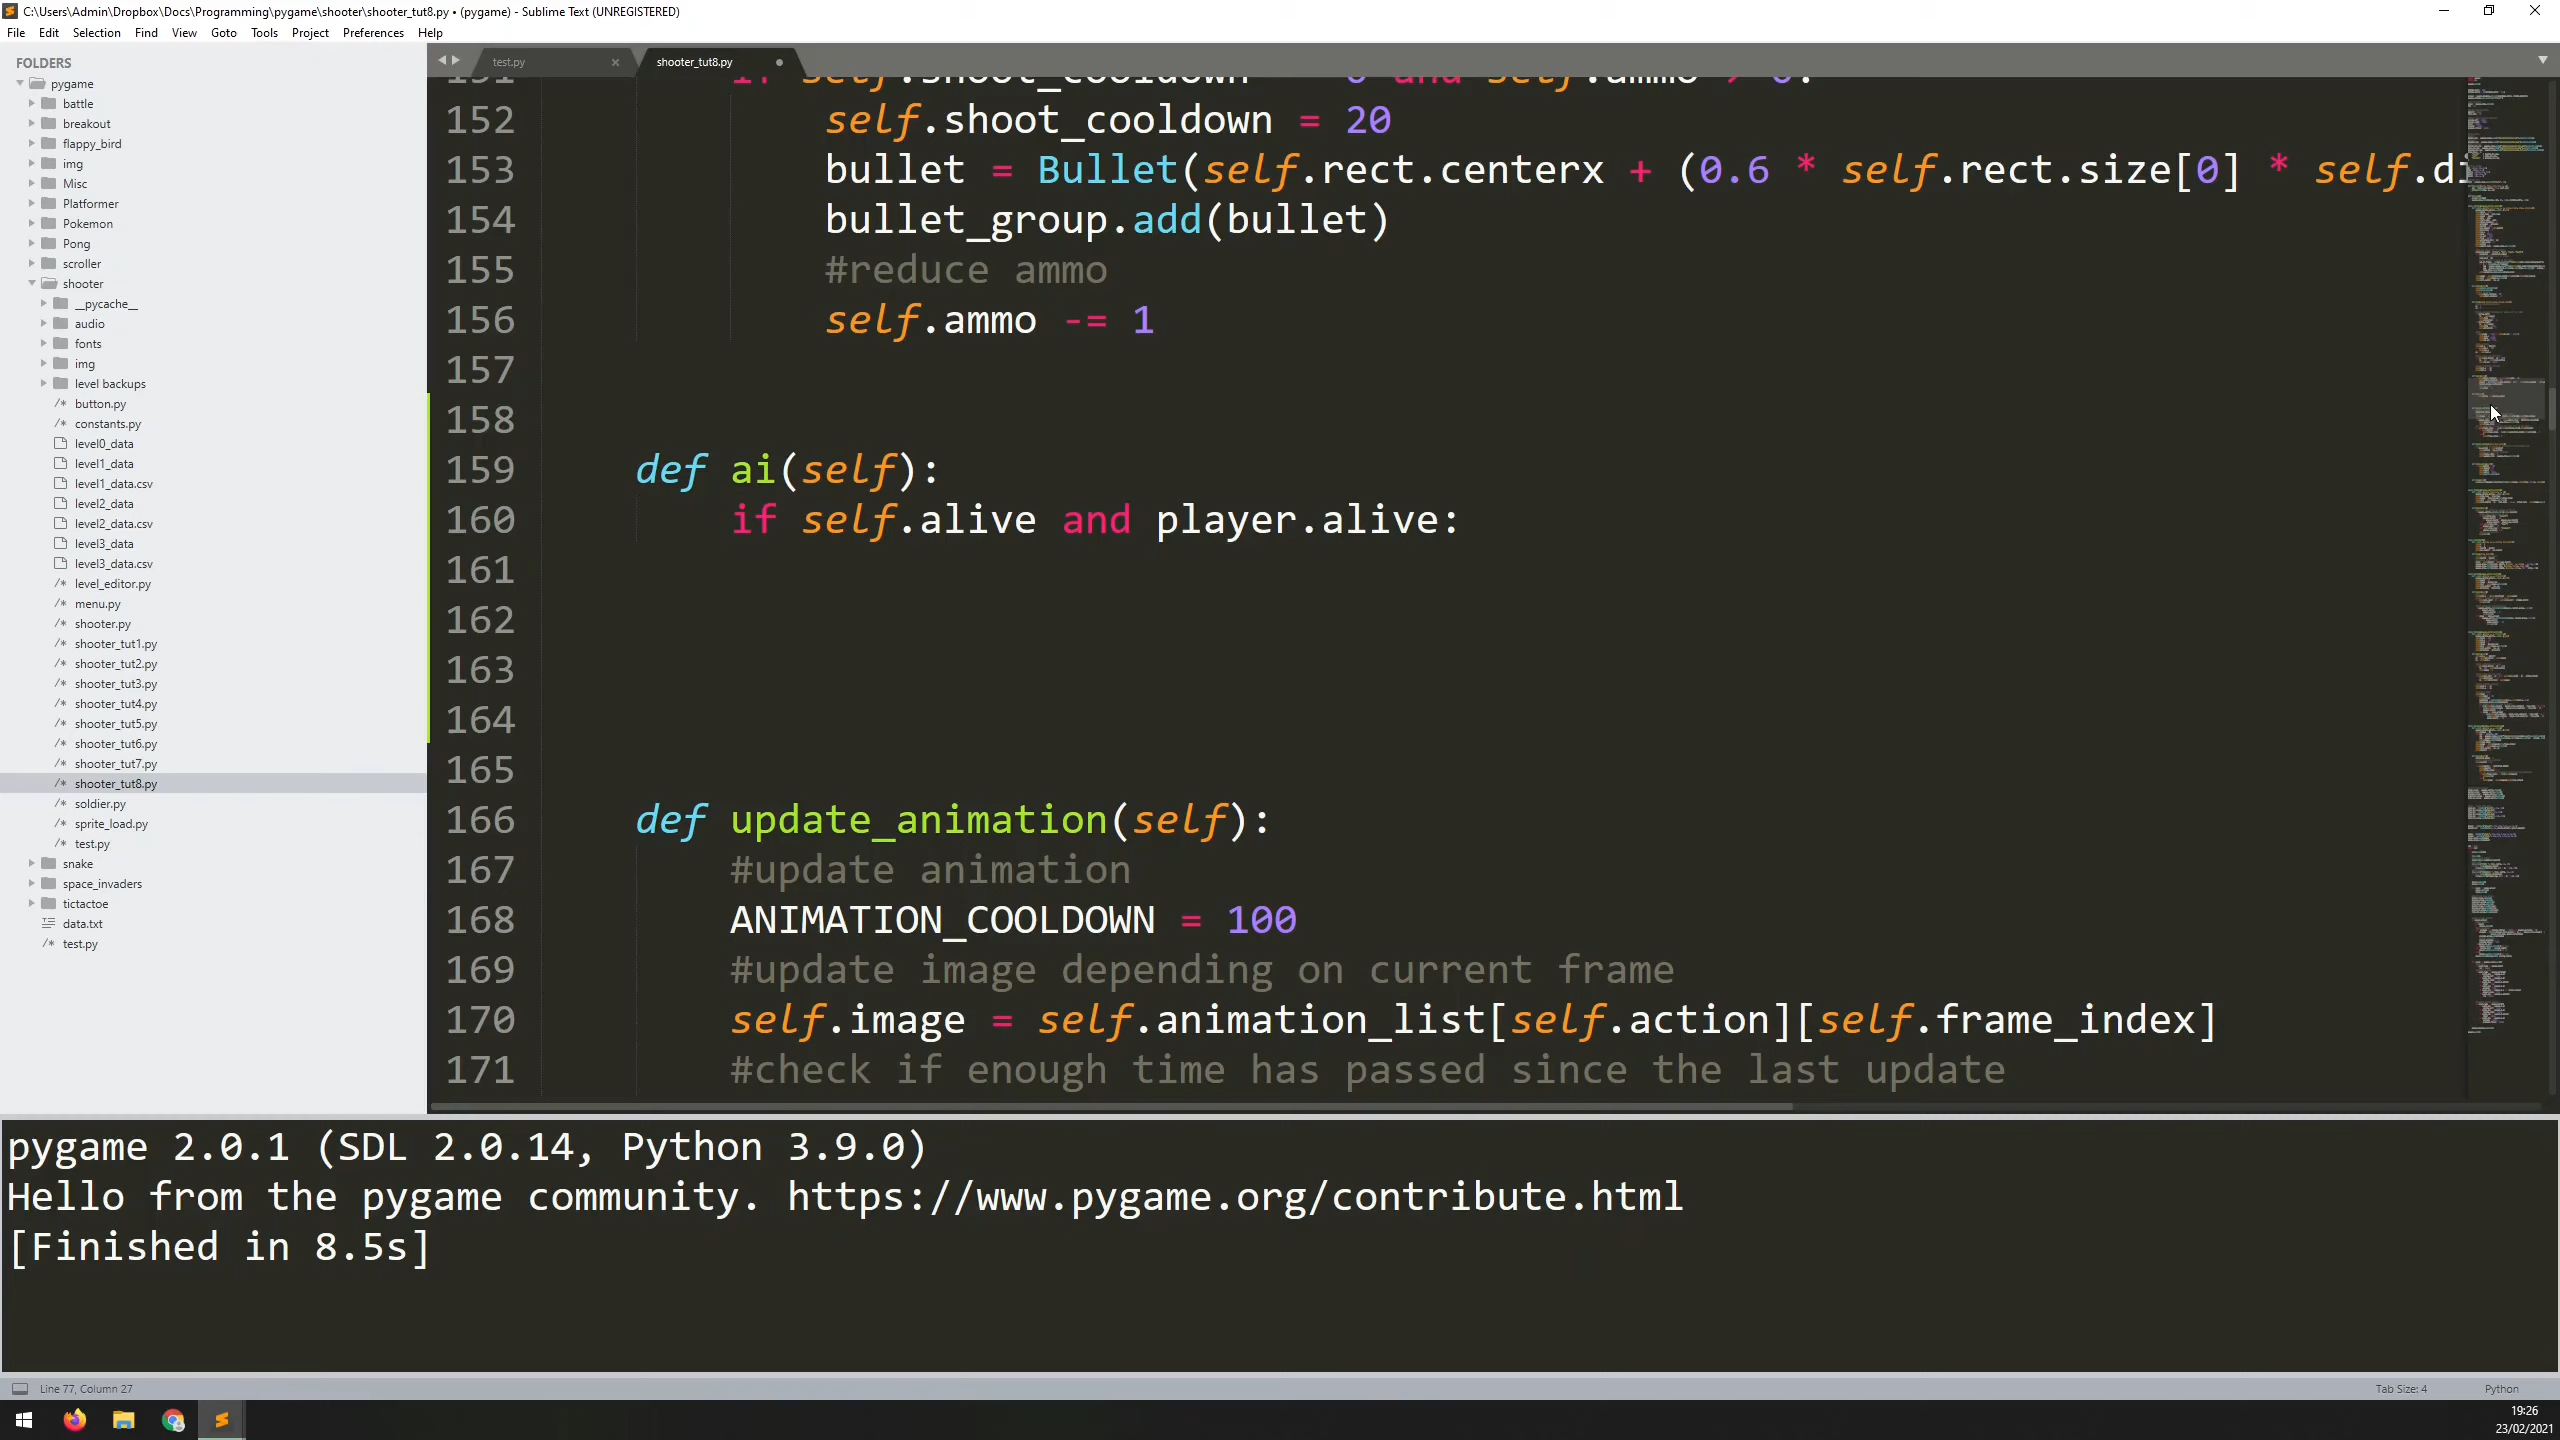 C:\Users\Admin\Dropbox\Docs\Programming\pygame\shooter\shooter_tut8.py • (pygame) - Sublime Text (UNREGISTERED)
File Edit Selection Find View Goto Tools Project Preferences Help
FOLDERS
pygame
battle
breakout
flappy_bird
img
Misc
Platformer
Pokemon
Pong
scroller
shooter
__pycache__
audio
fonts
img
level backups
/* button.py
/* constants.py
level0_data
level1_data
level1_data.csv
level2_data
level2_data.csv
level3_data
level3_data.csv
/* level_editor.py
/* menu.py
/* shooter.py
/* shooter_tut1.py
/* shooter_tut2.py
/* shooter_tut3.py
/* shooter_tut4.py
/* shooter_tut5.py
/* shooter_tut6.py
/* shooter_tut7.py
/* shooter_tut8.py
/* soldier.py
/* sprite_load.py
/* test.py
snake
space_invaders
tictactoe
data.txt
/* test.py
test.py shooter_tut8.py
151 if self.shoot_cooldown and self.ammo
152 self.shoot_cooldown = 20
153 bullet = Bullet(self.rect.centerx + (0.6 * self.rect.size[0] * self.di
154 bullet_group.add(bullet)
155 #reduce ammo
156 self.ammo -= 1
157
158
159 def ai(self):
160 if self.alive and player.alive:
161
162
163
164
165
166 def update_animation(self):
167 #update animation
168 ANIMATION_COOLDOWN = 100
169 #update image depending on current frame
170 self.image = self.animation_list[self.action][self.frame_index]
171 #check if enough time has passed since the last update
pygame 2.0.1 (SDL 2.0.14, Python 3.9.0)
Hello from the pygame community. https://www.pygame.org/contribute.html
[Finished in 8.5s]
Line 77, Column 27
Tab Size: 4 Python
19:26
23/02/2021